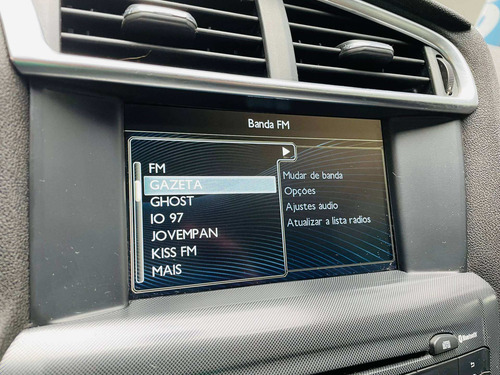 Banda FM
FM
GAZETA
GHOST
IO 97
JOVEMPAN
KISS FM
MAIS
Mudar de banda
Opções
Ajustes audio
Atualizar a lista radios
Bluetooth